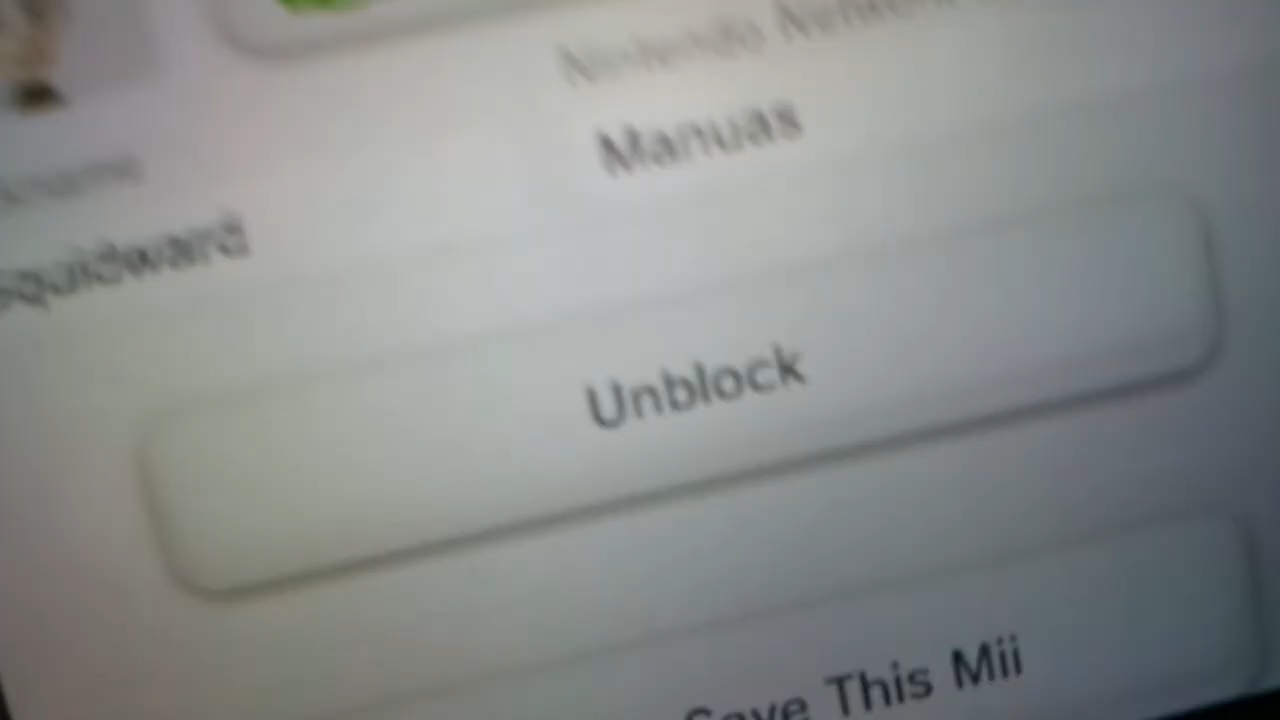 Nintendo Network
Manuas
Squidward
Unblock
Save This Mii